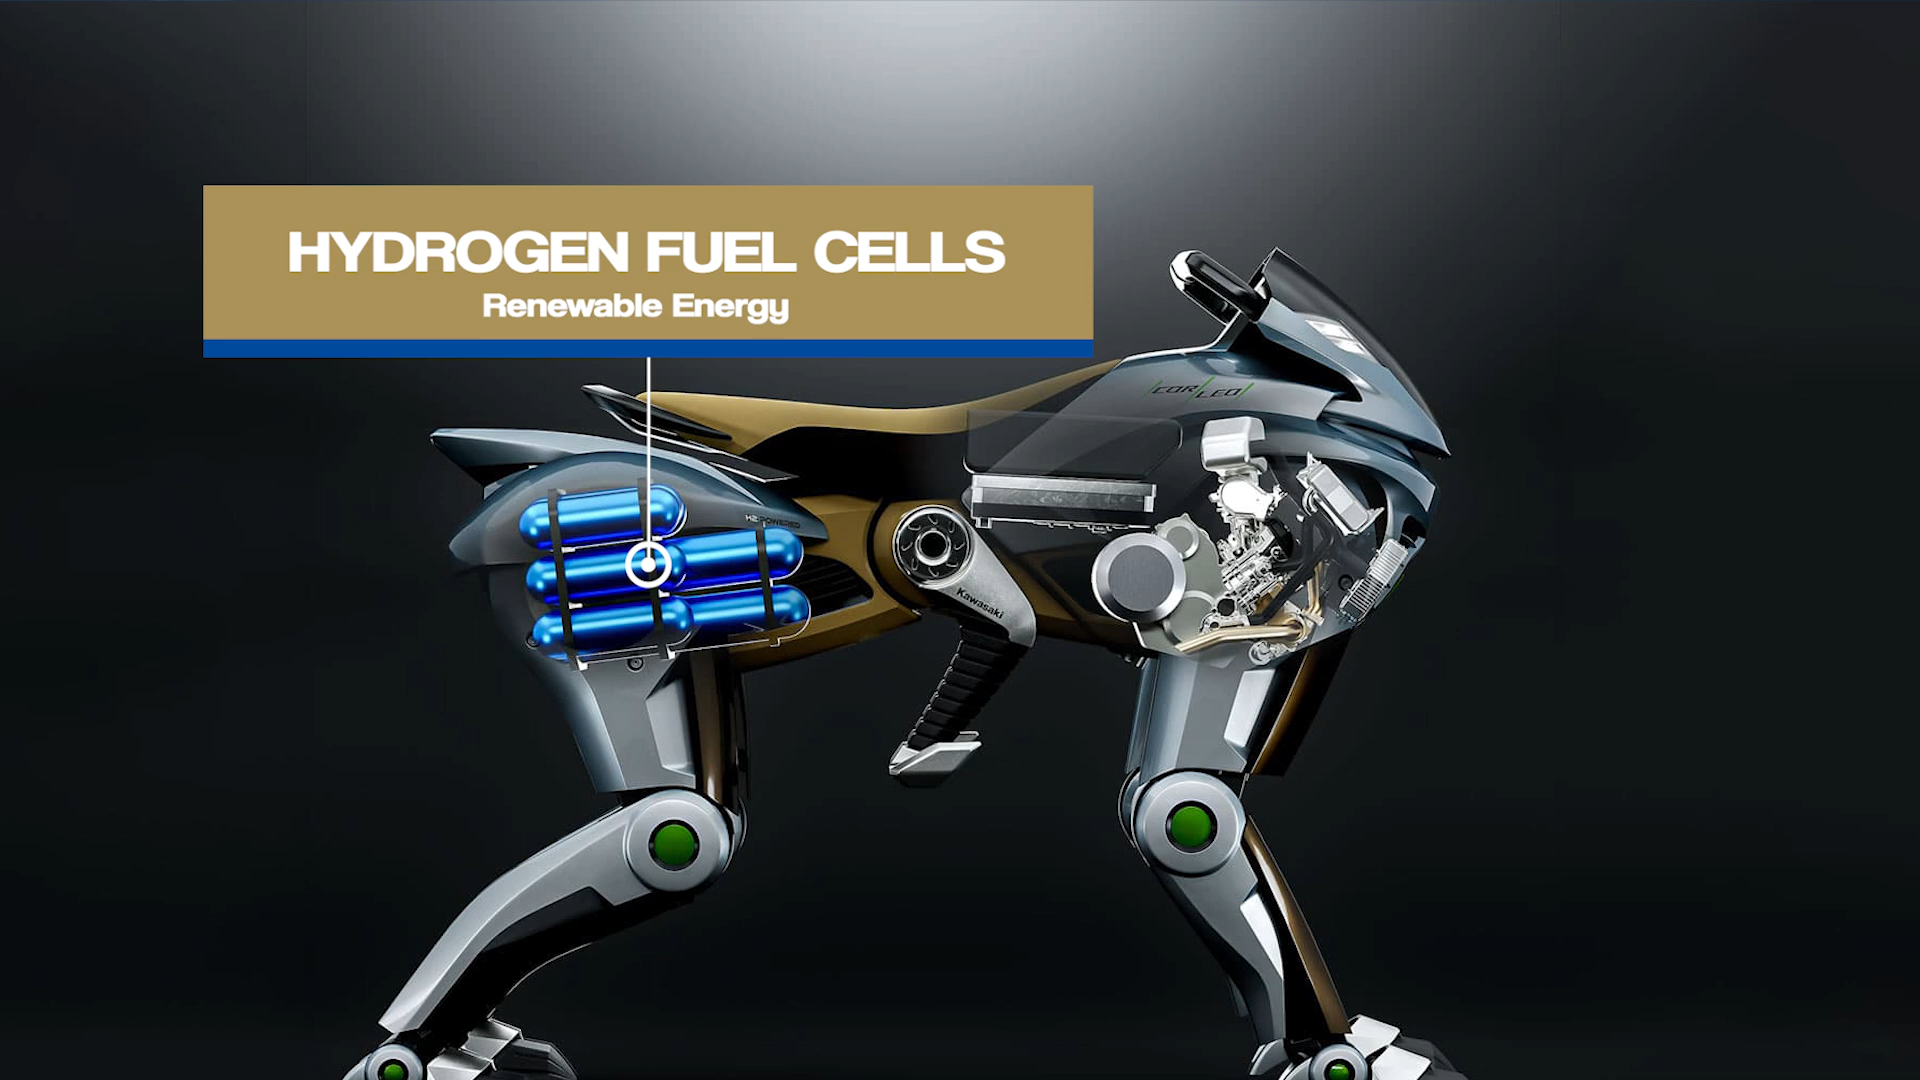 HYDROGEN FUEL CELLS
Renewable Energy
CORLEO
H2 POWERED
Kawasaki